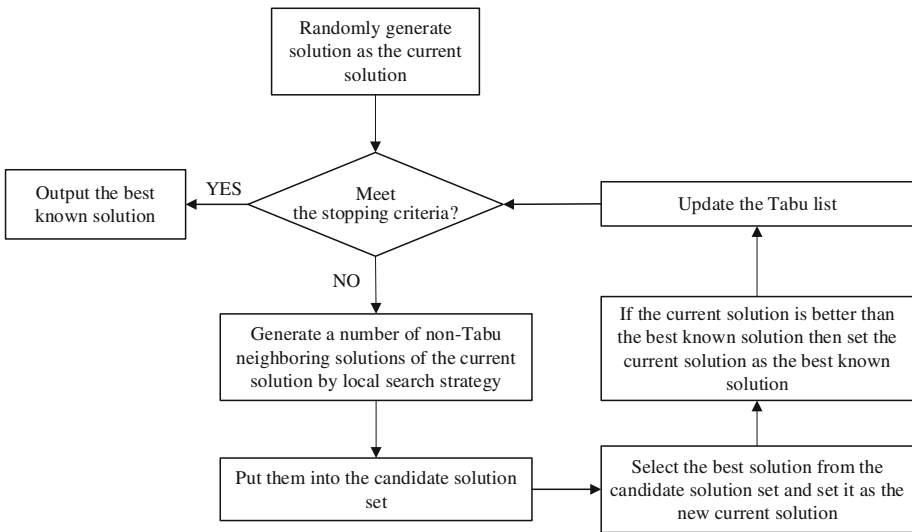 Randomly generate
solution as the current
solution
Meet
the stopping criteria?
YES
Output the best
known solution
NO
Generate a number of non-Tabu
neighboring solutions of the current
solution by local search strategy
Put them into the candidate solution
set
Select the best solution from the
candidate solution set and set it as the
new current solution
If the current solution is better than
the best known solution then set the
current solution as the best known
solution
Update the Tabu list